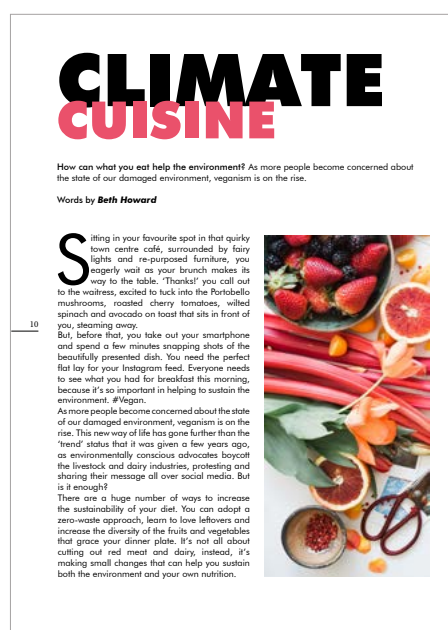 CLIMATE
CUISINE
How can what you eat help the environment? As more people become concerned about
the state of our damaged environment, veganism is on the rise.
Words by Beth Howard
Sitting in your favourite spot in that quirky
town centre café, surrounded by fairy
lights and re-purposed furniture, you
eagerly wait as your brunch makes its
way to the table. ‘Thanks!’ you call out
to the waitress, excited to tuck into the Portobello
mushrooms, roasted cherry tomatoes, wilted
spinach and avocado on toast that sits in front of
you, steaming away.
But, before that, you take out your smartphone
and spend a few minutes snapping shots of the
beautifully presented dish. You need the perfect
flat lay for your Instagram feed. Everyone needs
to see what you had for breakfast this morning,
because it’s so important in helping to sustain the
environment. #Vegan.
As more people become concerned about the state
of our damaged environment, veganism is on the
rise. This new way of life has gone further than the
‘trend’ status that it was given a few years ago,
as environmentally conscious advocates boycott
the livestock and dairy industries, protesting and
sharing their message all over social media. But
is it enough?
There are a huge number of ways to increase
the sustainability of your diet. You can adopt a
zero-waste approach, learn to love leftovers and
increase the diversity of the fruits and vegetables
that grace your dinner plate. It’s not all about
cutting out red meat and dairy, instead, it’s
making small changes that can help you sustain
both the environment and your own nutrition.
10